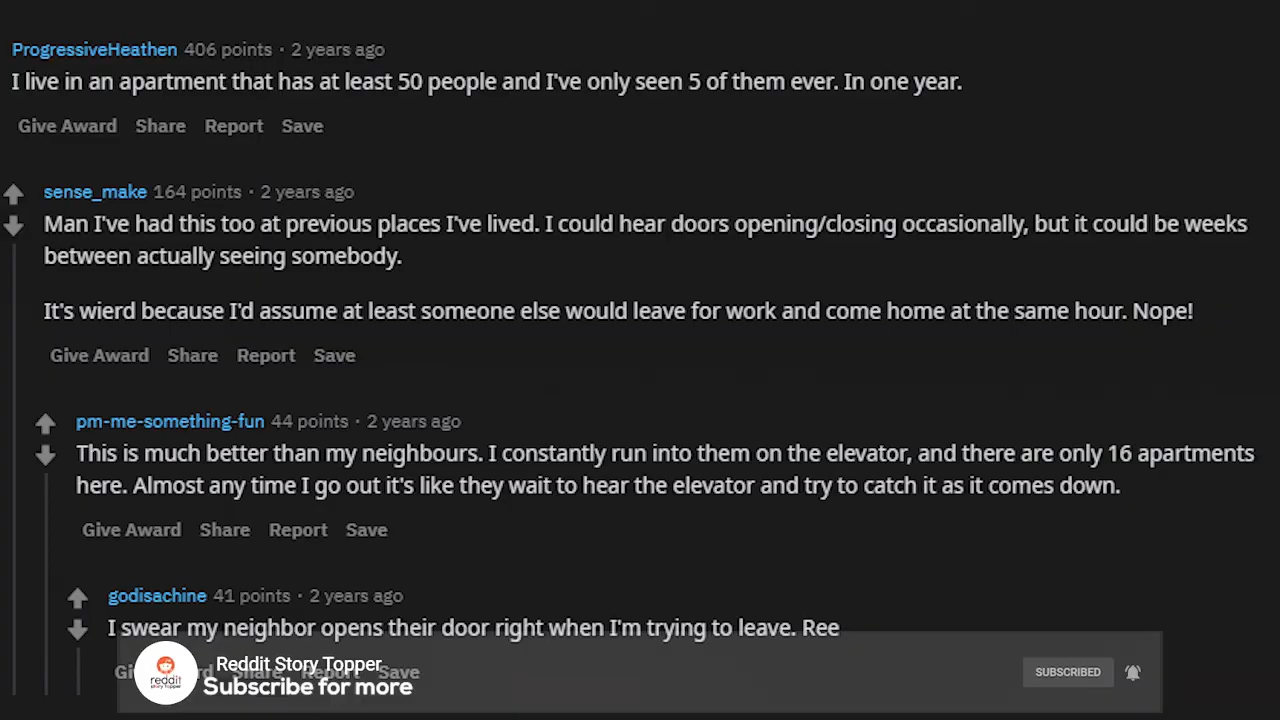 ProgressiveHeathen 406 points · 2 years ago
I live in an apartment that has at least 50 people and I've only seen 5 of them ever. In one year.
Give Award Share Report Save
sense_make 164 points · 2 years ago
Man I've had this too at previous places I've lived. I could hear doors opening/closing occasionally, but it could be weeks
between actually seeing somebody.
It's wierd because I'd assume at least someone else would leave for work and come home at the same hour. Nope!
Give Award Share Report Save
pm-me-something-fun 44 points · 2 years ago
This is much better than my neighbours. I constantly run into them on the elevator, and there are only 16 apartments
here. Almost any time I go out it's like they wait to hear the elevator and try to catch it as it comes down.
Give Award Share Report Save
godisachine 41 points · 2 years ago
I swear my neighbor opens their door right when I'm trying to leave. Ree
Share Report Save
Reddit Story Topper
Subscribe for more
reddit
story topper
SUBSCRIBED